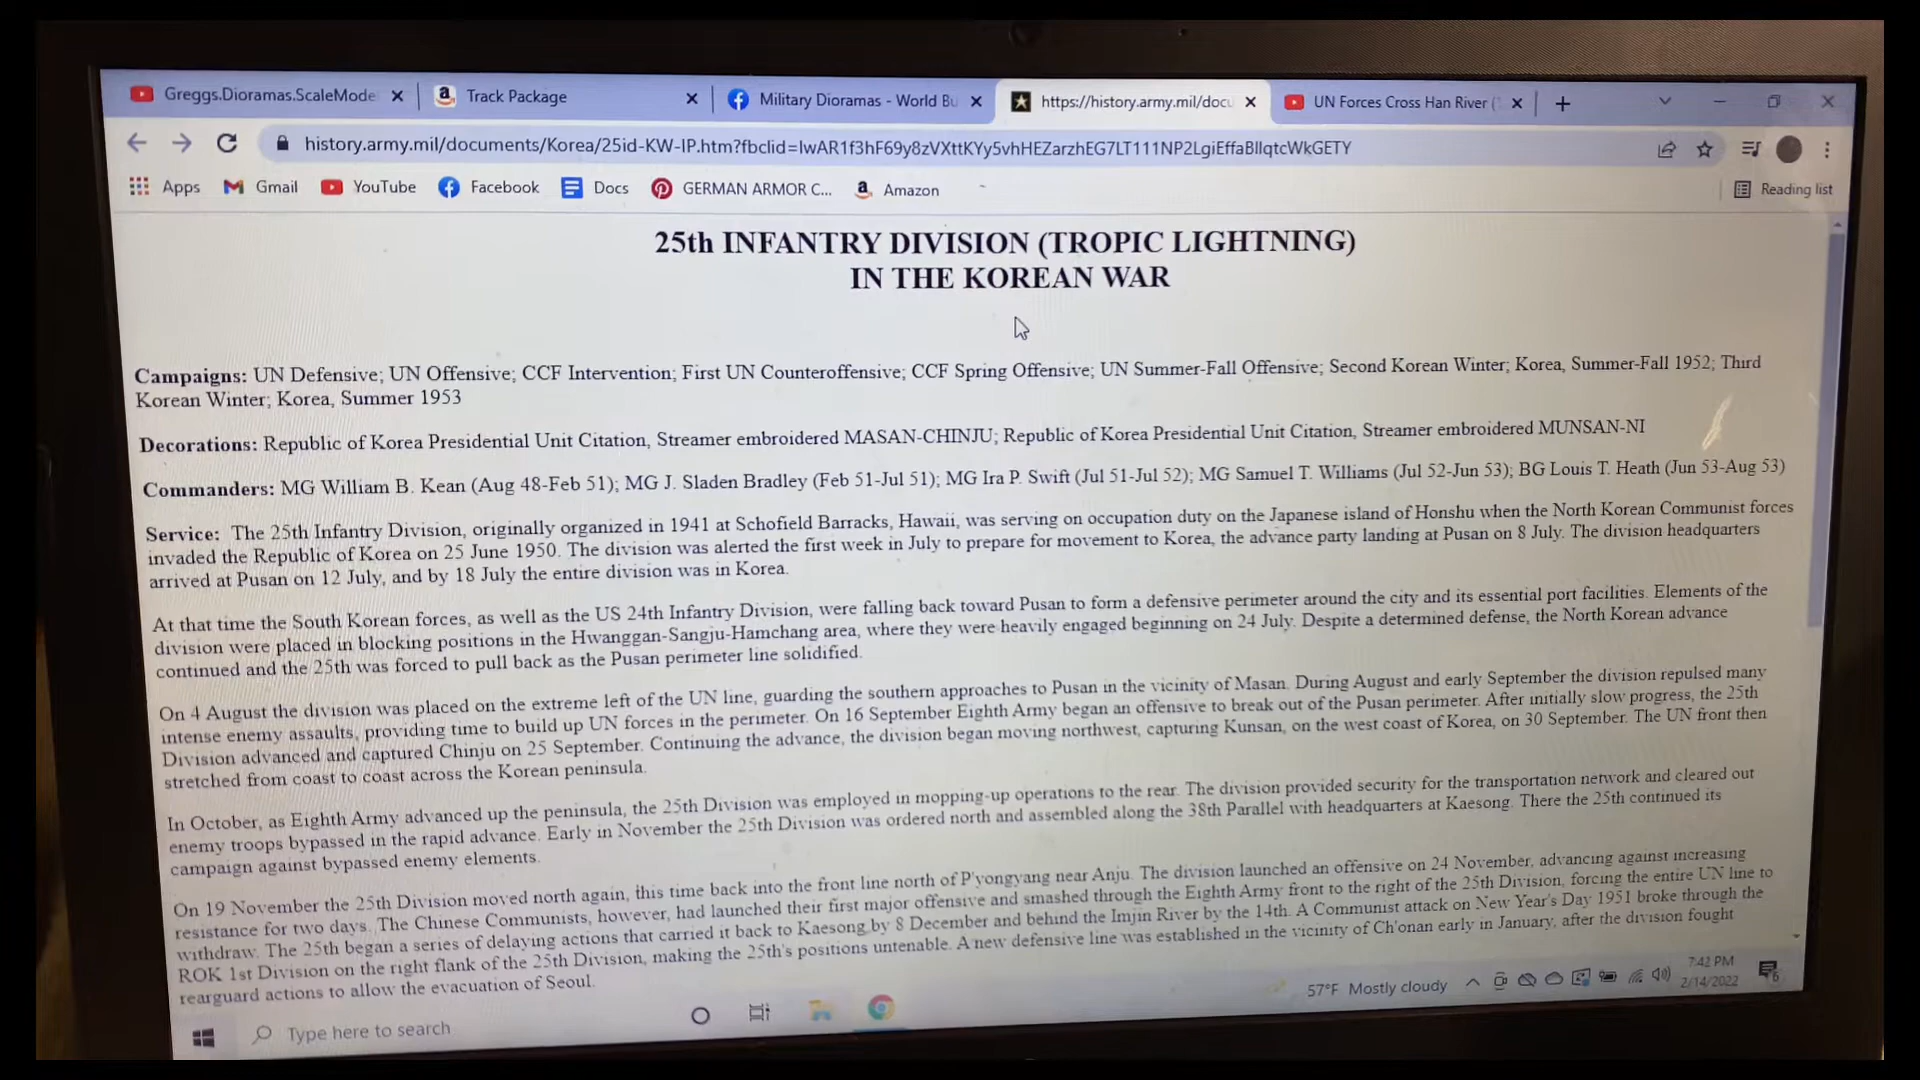 Greggs.Dioramas.ScaleMode
Track Package
Military Dioramas - World Bu
https://history.army.mil/docu
UN Forces Cross Han River (
history.army.mil/documents/Korea/25id-KW-IP.htm?fbclid=IwAR1f3hF69y8zVXttKYy5vhHEZarzhEG7LT111NP2LgiEffaBIlqtcWkGETY
Apps Gmail YouTube Facebook Docs GERMAN ARMOR C... Amazon Reading list
25th INFANTRY DIVISION (TROPIC LIGHTNING)
IN THE KOREAN WAR
Campaigns: UN Defensive; UN Offensive; CCF Intervention; First UN Counteroffensive; CCF Spring Offensive; UN Summer-Fall Offensive; Second Korean Winter; Korea, Summer-Fall 1952; Third
Korean Winter; Korea, Summer 1953
Decorations: Republic of Korea Presidential Unit Citation, Streamer embroidered MASAN-CHINJU; Republic of Korea Presidential Unit Citation, Streamer embroidered MUNSAN-NI
Commanders: MG William B. Kean (Aug 48-Feb 51); MG J. Sladen Bradley (Feb 51-Jul 51); MG Ira P. Swift (Jul 51-Jul 52); MG Samuel T. Williams (Jul 52-Jun 53); BG Louis T. Heath (Jun 53-Aug 53)
Service: The 25th Infantry Division, originally organized in 1941 at Schofield Barracks, Hawaii, was serving on occupation duty on the Japanese island of Honshu when the North Korean Communist forces
invaded the Republic of Korea on 25 June 1950. The division was alerted the first week in July to prepare for movement to Korea, the advance party landing at Pusan on 8 July. The division headquarters
arrived at Pusan on 12 July, and by 18 July the entire division was in Korea.
At that time the South Korean forces, as well as the US 24th Infantry Division, were falling back toward Pusan to form a defensive perimeter around the city and its essential port facilities. Elements of the
division were placed in blocking positions in the Hwanggan-Sangju-Hamchang area, where they were heavily engaged beginning on 24 July. Despite a determined defense, the North Korean advance
continued and the 25th was forced to pull back as the Pusan perimeter line solidified.
On 4 August the division was placed on the extreme left of the UN line, guarding the southern approaches to Pusan in the vicinity of Masan. During August and early September the division repulsed many
intense enemy assaults, providing time to build up UN forces in the perimeter. On 16 September Eighth Army began an offensive to break out of the Pusan perimeter. After initially slow progress, the 25th
Division advanced and captured Chinju on 25 September. Continuing the advance, the division began moving northwest, capturing Kunsan, on the west coast of Korea, on 30 September. The UN front then
stretched from coast to coast across the Korean peninsula.
In October, as Eighth Army advanced up the peninsula, the 25th Division was employed in mopping-up operations to the rear. The division provided security for the transportation network and cleared out
enemy troops bypassed in the rapid advance. Early in November the 25th Division was ordered north and assembled along the 38th Parallel with headquarters at Kaesong. There the 25th continued its
campaign against bypassed enemy elements.
On 19 November the 25th Division moved north again, this time back into the front line north of P'yongyang near Anju. The division launched an offensive on 24 November, advancing against increasing
resistance for two days. The Chinese Communists, however, had launched their first major offensive and smashed through the Eighth Army front to the right of the 25th Division, forcing the entire UN line to
withdraw. The 25th began a series of delaying actions that carried it back to Kaesong by 8 December and behind the Imjin River by the 14th. A Communist attack on New Year's Day 1951 broke through the
ROK 1st Division on the right flank of the 25th Division, making the 25th's positions untenable. A new defensive line was established in the vicinity of Ch'onan early in January, after the division fought
rearguard actions to allow the evacuation of Seoul.
Type here to search
57°F Mostly cloudy
7:42 PM
2/14/2022
6